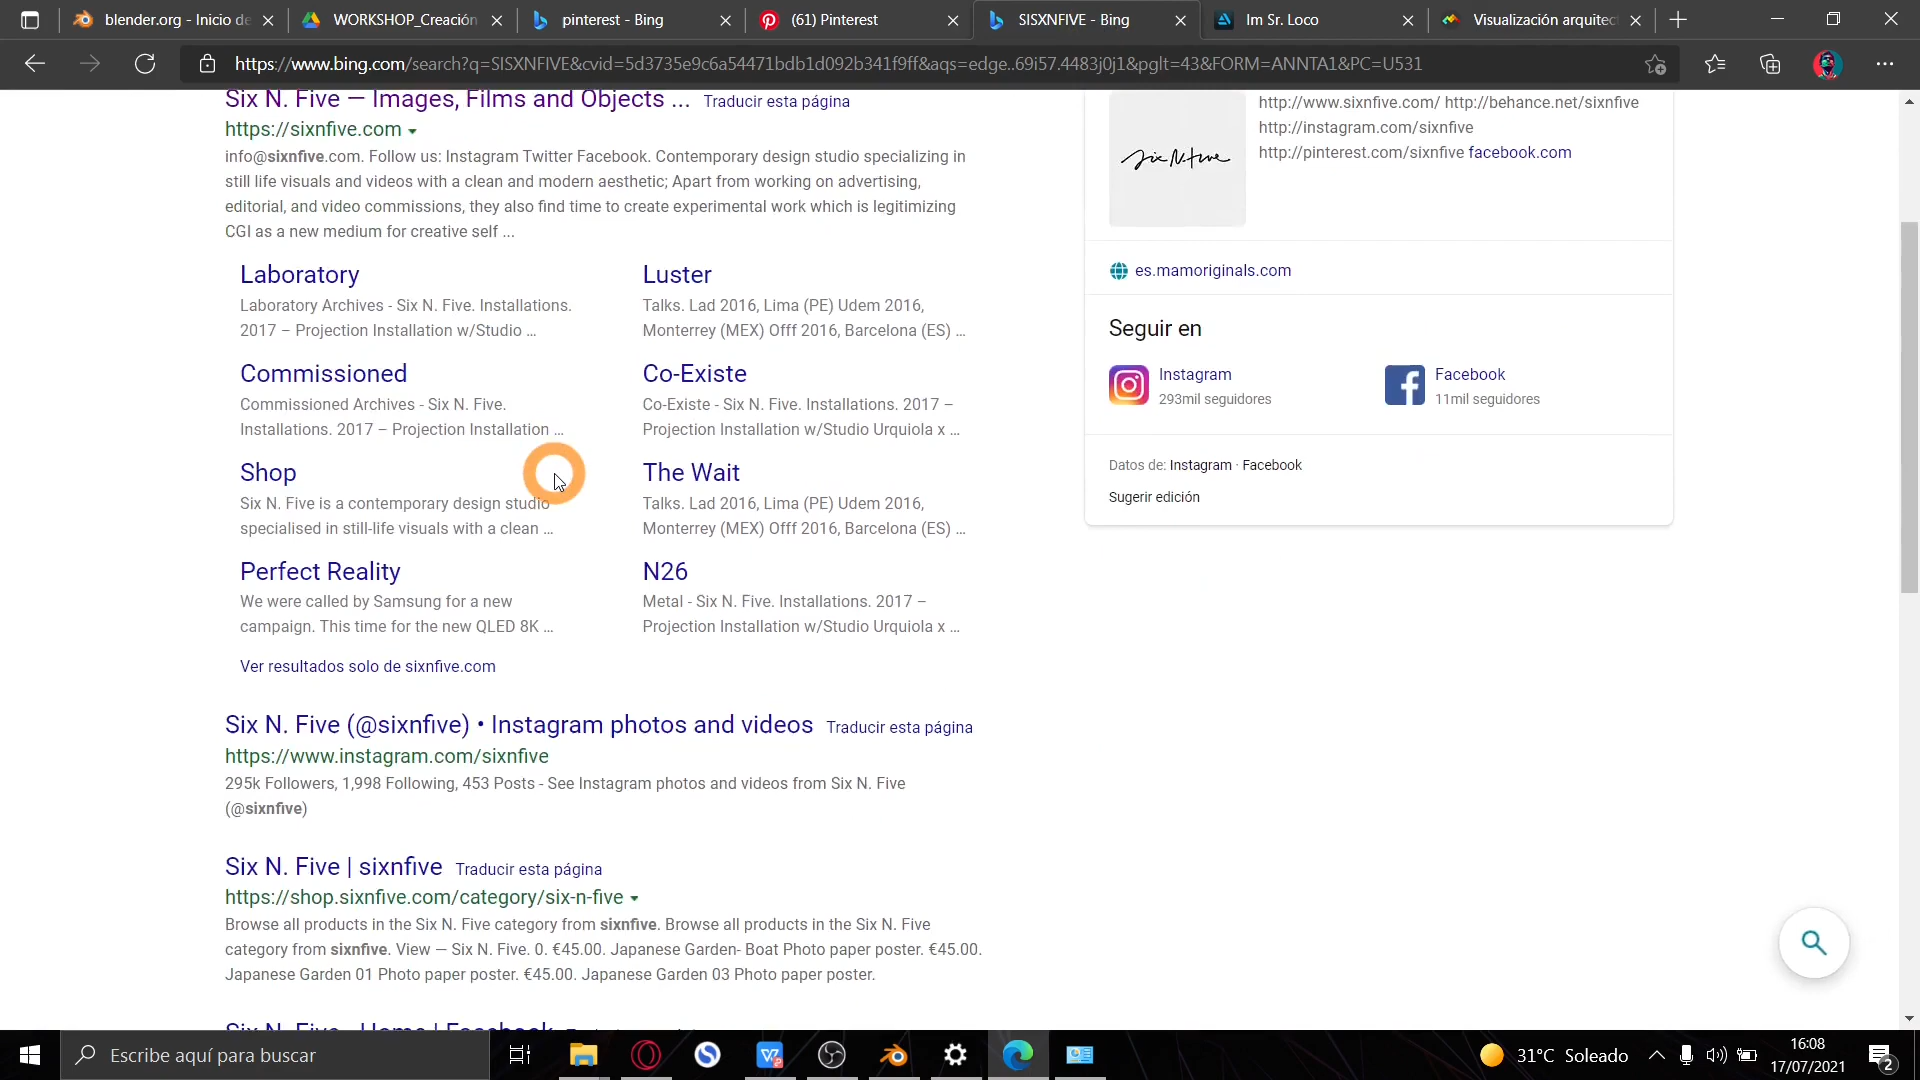 blender.org - Inicio de
WORKSHOP_Creación
pinterest - Bing
(61) Pinterest
SISXNFIVE - Bing
Im Sr. Loco
Visualización arquitec
https://www.bing.com/search?q=SISXNFIVE&cvid=5d3735e9c6a54471bdb1d092b341f9ff&aqs=edge..69i57.4483j0j1&pglt=43&FORM=ANNTA1&PC=U531
Six N. Five — Images, Films and Objects ... Traducir esta página
https://sixnfive.com
info@sixnfive.com. Follow us: Instagram Twitter Facebook. Contemporary design studio specializing in
still life visuals and videos with a clean and modern aesthetic; Apart from working on advertising,
editorial, and video commissions, they also find time to create experimental work which is legitimizing
CGI as a new medium for creative self ...
Laboratory
Laboratory Archives - Six N. Five. Installations.
2017 – Projection Installation w/Studio ...
Luster
Talks. Lad 2016, Lima (PE) Udem 2016,
Monterrey (MEX) Offf 2016, Barcelona (ES) ...
Commissioned
Commissioned Archives - Six N. Five.
Installations. 2017 – Projection Installation ...
Co-Existe
Co-Existe - Six N. Five. Installations. 2017 –
Projection Installation w/Studio Urquiola x ...
Shop
Six N. Five is a contemporary design studio
specialised in still-life visuals with a clean ...
The Wait
Talks. Lad 2016, Lima (PE) Udem 2016,
Monterrey (MEX) Offf 2016, Barcelona (ES) ...
Perfect Reality
We were called by Samsung for a new
campaign. This time for the new QLED 8K ...
N26
Metal - Six N. Five. Installations. 2017 –
Projection Installation w/Studio Urquiola x ...
Ver resultados solo de sixnfive.com
Six N. Five (@sixnfive) • Instagram photos and videos Traducir esta página
https://www.instagram.com/sixnfive
295k Followers, 1,998 Following, 453 Posts - See Instagram photos and videos from Six N. Five
(@sixnfive)
Six N. Five | sixnfive Traducir esta página
https://shop.sixnfive.com/category/six-n-five
Browse all products in the Six N. Five category from sixnfive. Browse all products in the Six N. Five
category from sixnfive. View — Six N. Five. 0. €45.00. Japanese Garden- Boat Photo paper poster. €45.00.
Japanese Garden 01 Photo paper poster. €45.00. Japanese Garden 03 Photo paper poster.
Six N. Five - Home | Facebook
Six N. Five
http://www.sixnfive.com/ http://behance.net/sixnfive
http://instagram.com/sixnfive
http://pinterest.com/sixnfive facebook.com
es.mamoriginals.com
Seguir en
Instagram
293mil seguidores
Facebook
11mil seguidores
Datos de: Instagram · Facebook
Sugerir edición
Escribe aquí para buscar
31°C Soleado
16:08
17/07/2021
2